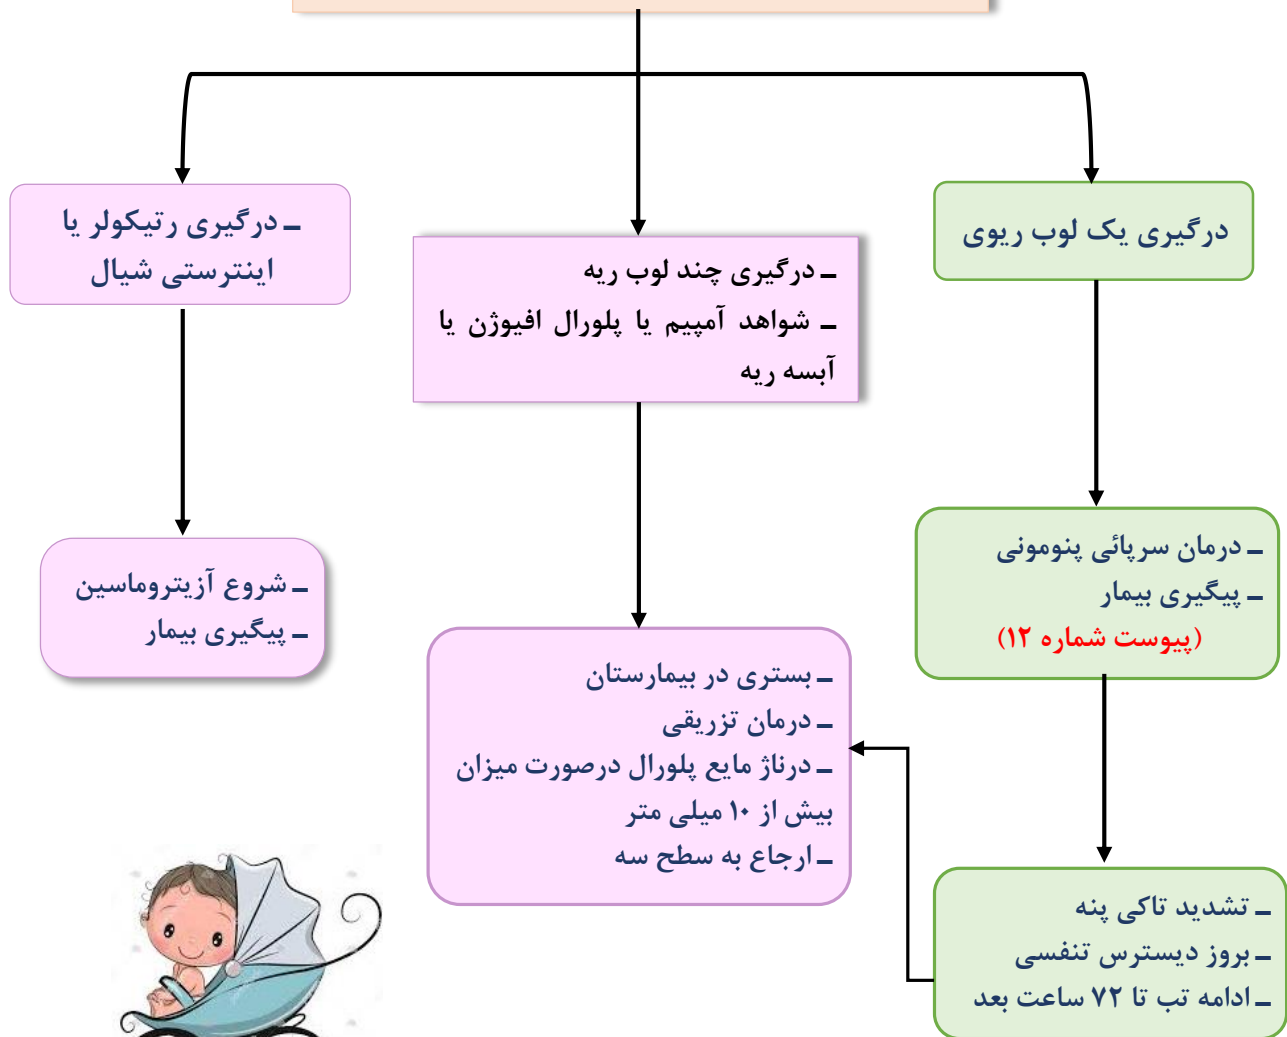 درگیری یک لوب ریوی
ـ درگیری چند لوب ریه
ـ شواهد آمپیم یا پلورال افیوژن یا
آبسه ریه
ـ درگیری رتیکولر یا
اینترستی شیال
ـ درمان سرپائی پنومونی
ـ پیگیری بیمار
(پیوست شماره ۱۲)
ـ شروع آزیتروماسین
ـ پیگیری بیمار
ـ بستری در بیمارستان
ـ درمان تزریقی
ـ درناژ مایع پلورال درصورت میزان
بیش از ۱۰ میلی متر
ـ ارجاع به سطح سه
ـ تشدید تاکی پنه
ـ بروز دیسترس تنفسی
ـ ادامه تب تا ۷۲ ساعت بعد